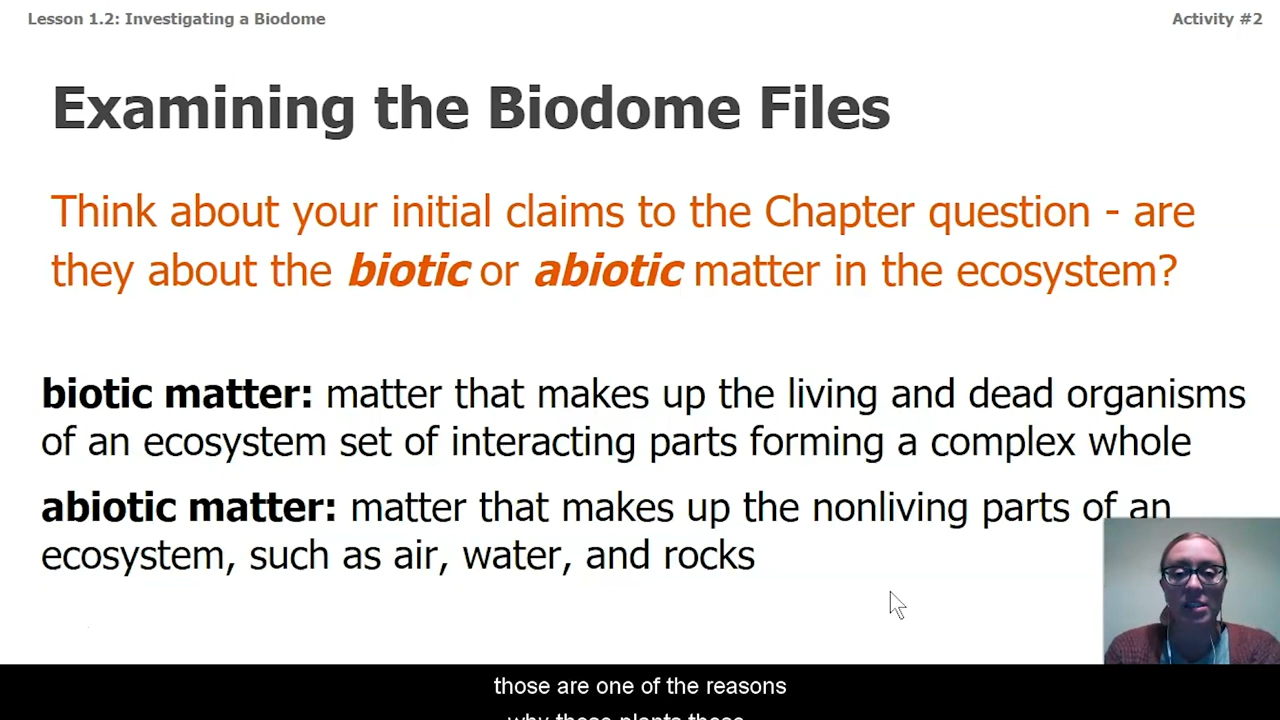 Lesson 1.2: Investigating a Biodome
Activity #2
Examining the Biodome Files
Think about your initial claims to the Chapter question - are
they about the biotic or abiotic matter in the ecosystem?
biotic matter: matter that makes up the living and dead organisms
of an ecosystem set of interacting parts forming a complex whole
abiotic matter: matter that makes up the nonliving parts of an
ecosystem, such as air, water, and rocks
those are one of the reasons
why these plants these